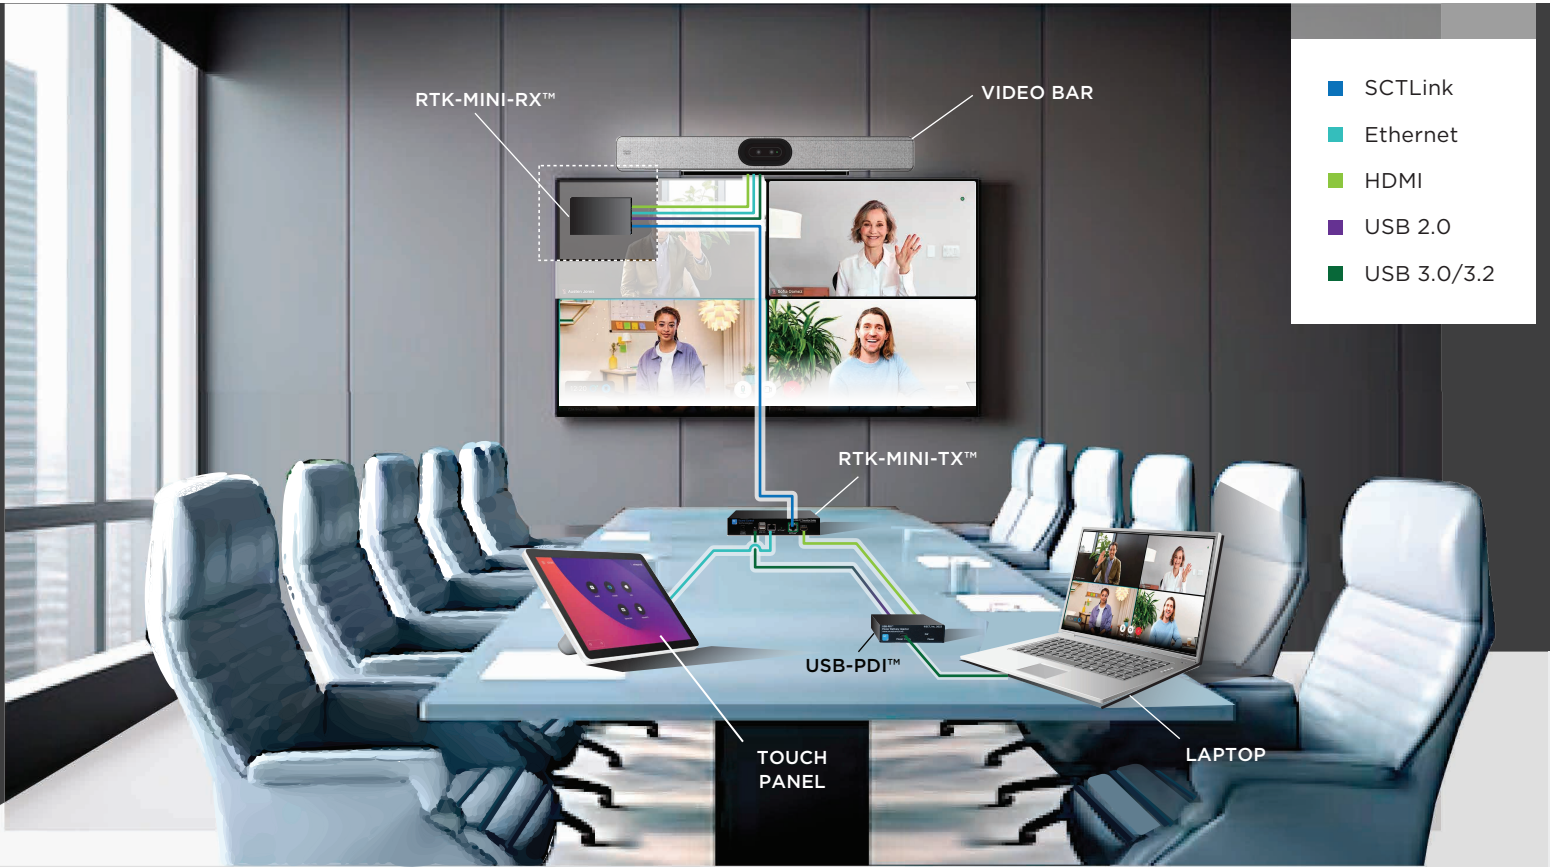 RTK-MINI-RX™
VIDEO BAR
SCTLink
Ethernet
HDMI
USB 2.0
USB 3.0/3.2
RTK-MINI-TX™
USB-PDI™
TOUCH
PANEL
LAPTOP